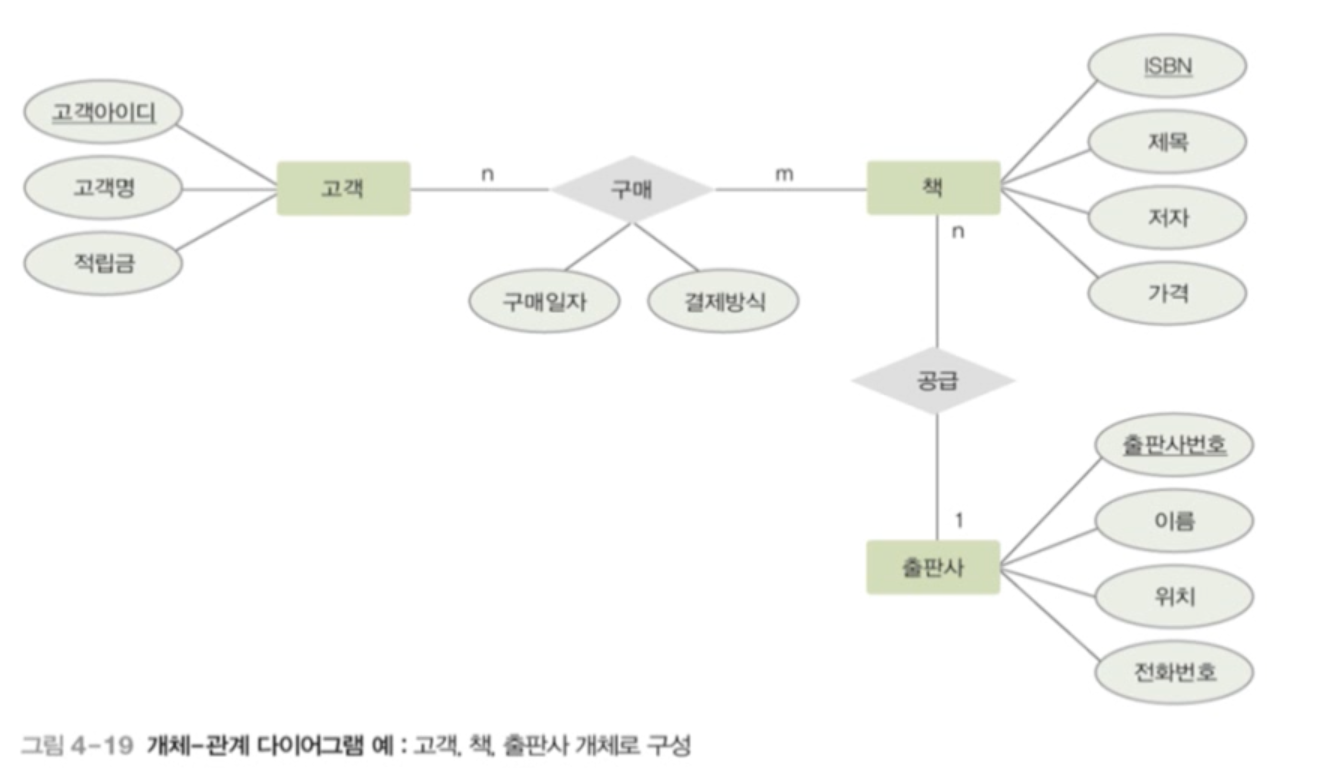 고객아이디
고객명
적립금
고객
n
구매
m
구매일자
결제방식
책
ISBN
제목
저자
가격
n
공급
1
출판사
출판사번호
이름
위치
전화번호
그림 4-19 개체-관계 다이어그램 예 : 고객, 책, 출판사 개체로 구성